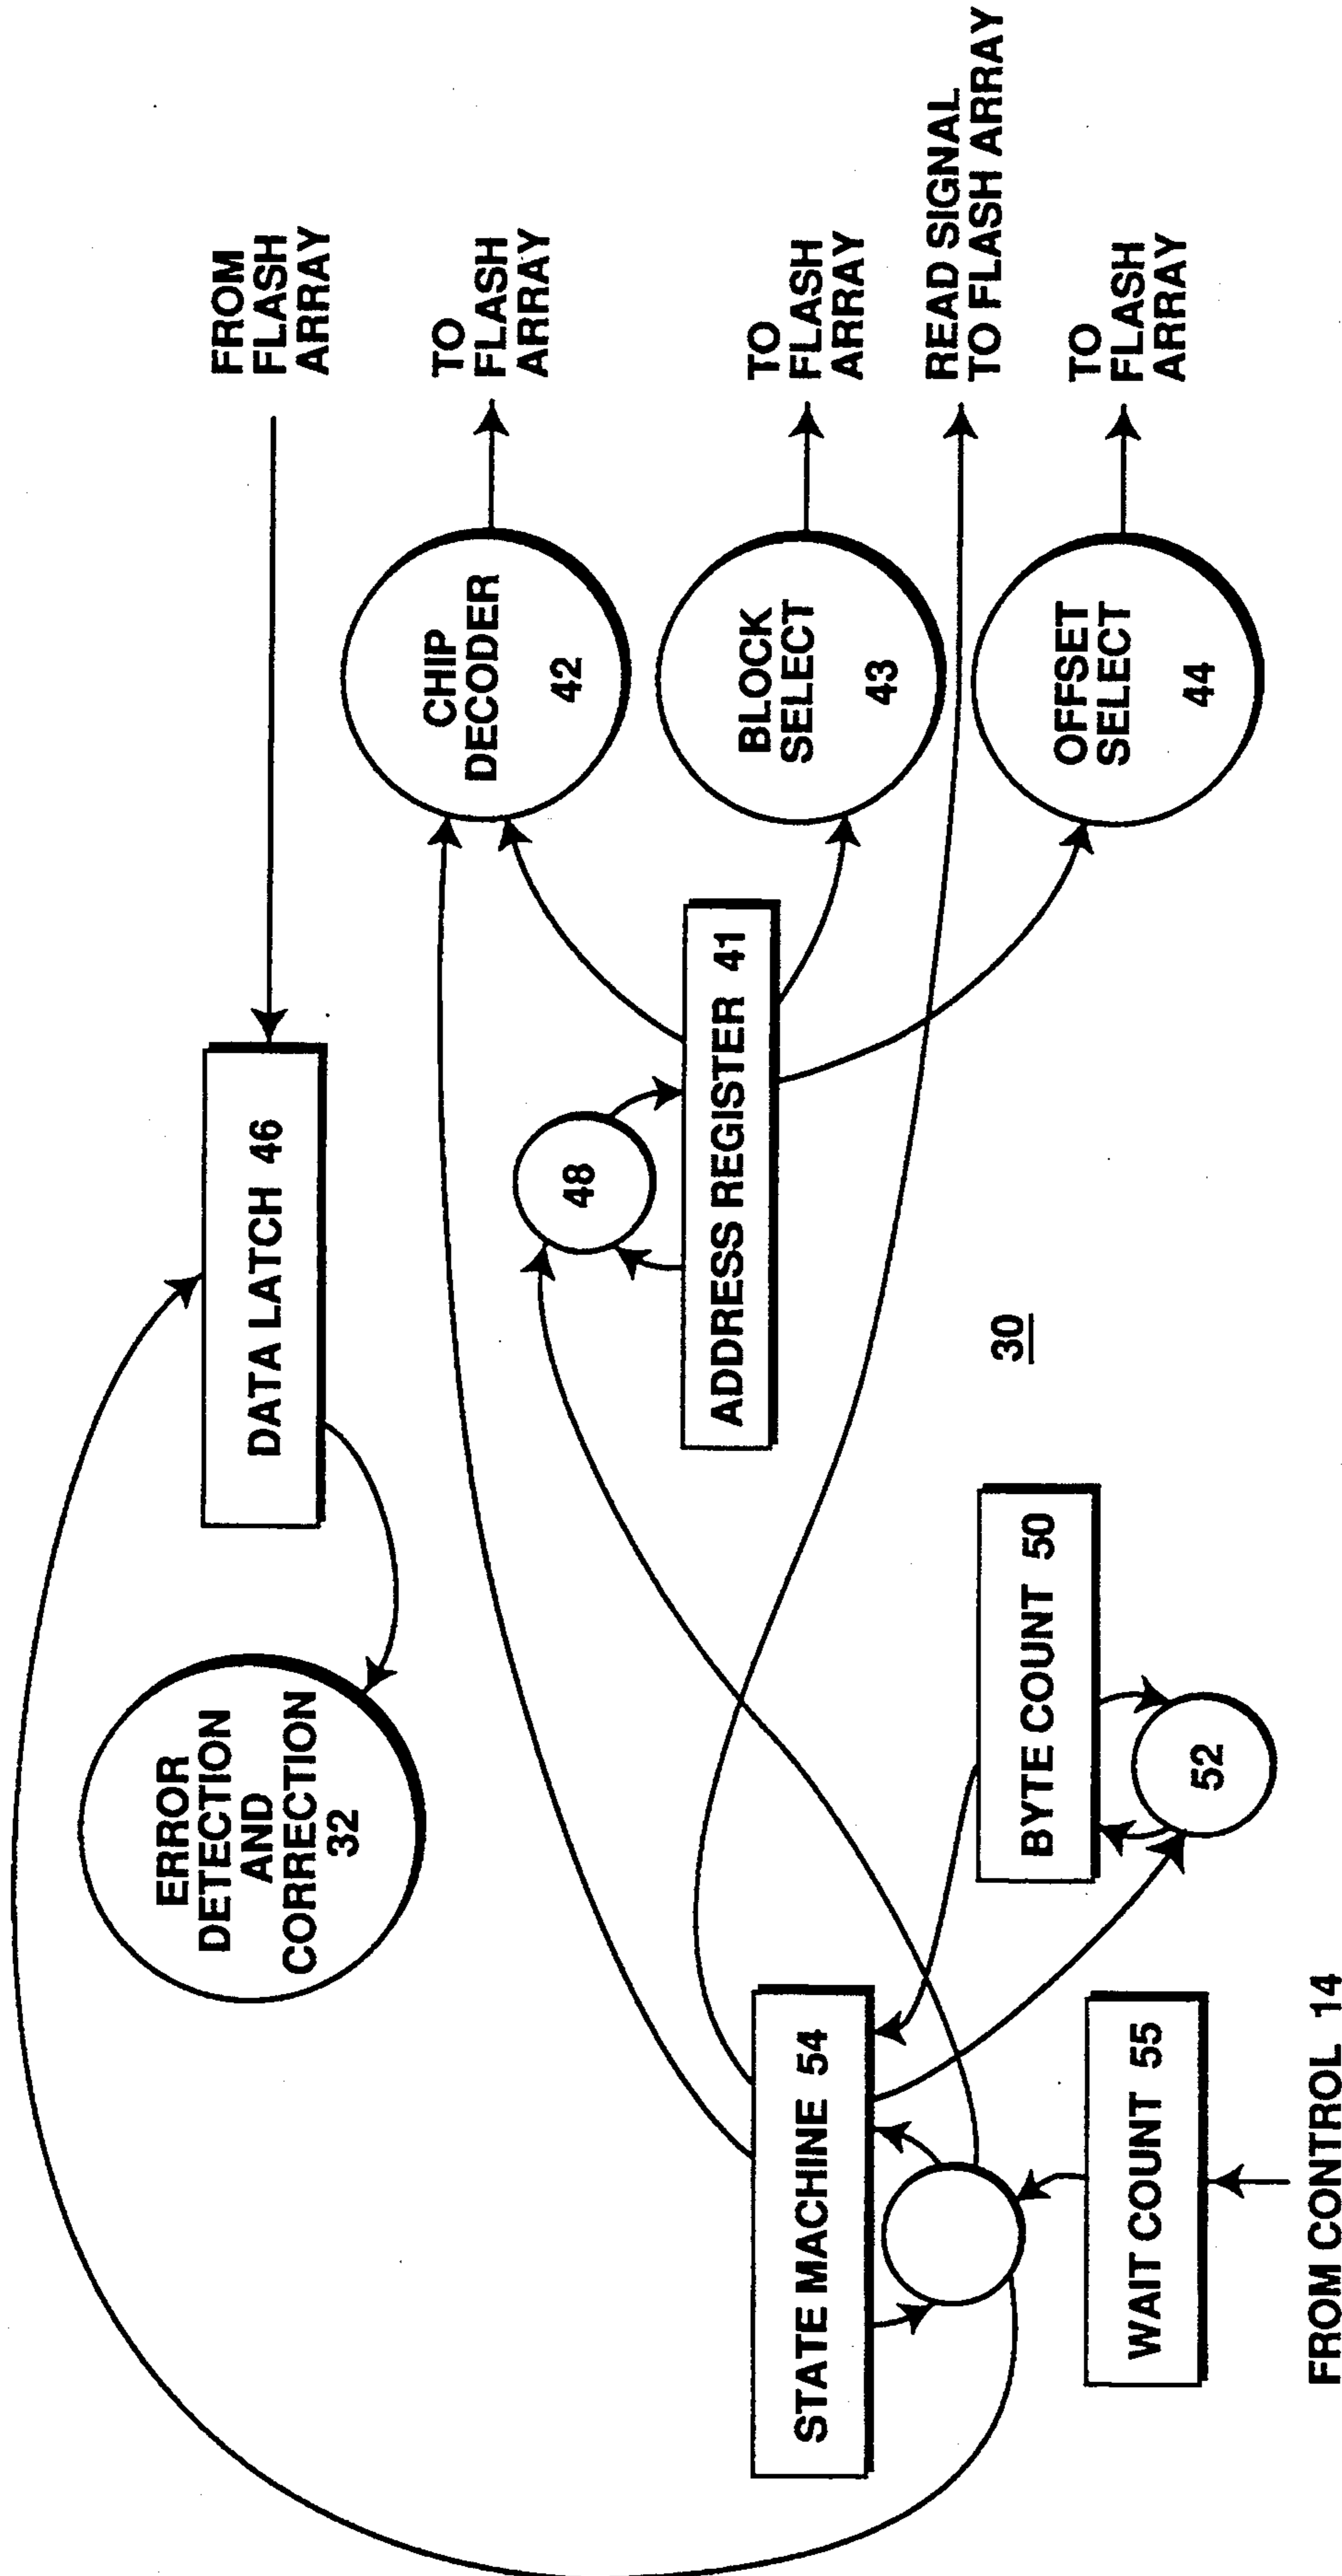 FROM
FLASH
ARRAY
DATA LATCH 46
ERROR
DETECTION
AND
CORRECTION
32
TO
FLASH
ARRAY
CHIP
DECODER
42
48
ADDRESS REGISTER 41
TO
FLASH
ARRAY
BLOCK
SELECT
43
STATE MACHINE 54
READ SIGNAL
TO FLASH ARRAY
30
BYTE COUNT 50
TO
FLASH
ARRAY
OFFSET
SELECT
44
WAIT COUNT 55
52
FROM CONTROL 14